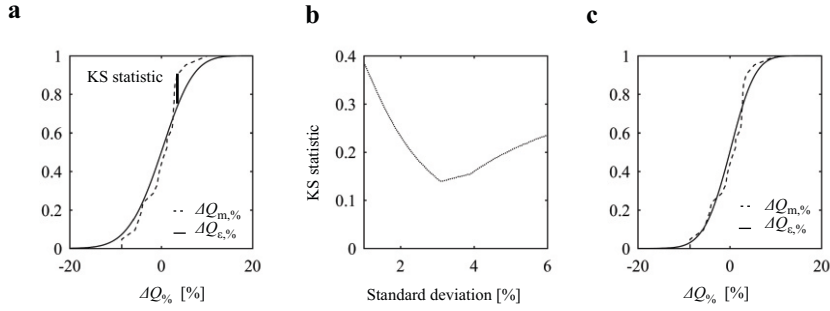 a
1
0.8
0.6
0.4
0.2
0
-20
0
20
KS statistic
ΔQm,%
ΔQε,%
ΔQ% [%]
b
0.4
0.3
0.2
0.1
0
2
4
6
KS statistic
Standard deviation [%]
c
1
0.8
0.6
0.4
0.2
0
-20
0
20
ΔQm,%
ΔQε,%
ΔQ% [%]